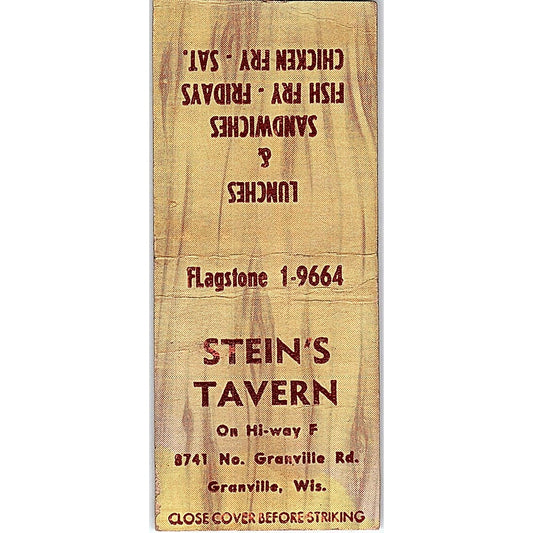 LUNCHES
&
SANDWICHES
FISH FRY - FRIDAYS
CHICKEN FRY - SAT.
FLagstone 1-9664
STEIN'S
TAVERN
On Hi-way F
8741 No. Granville Rd.
Granville, Wis.
CLOSE COVER BEFORE STRIKING